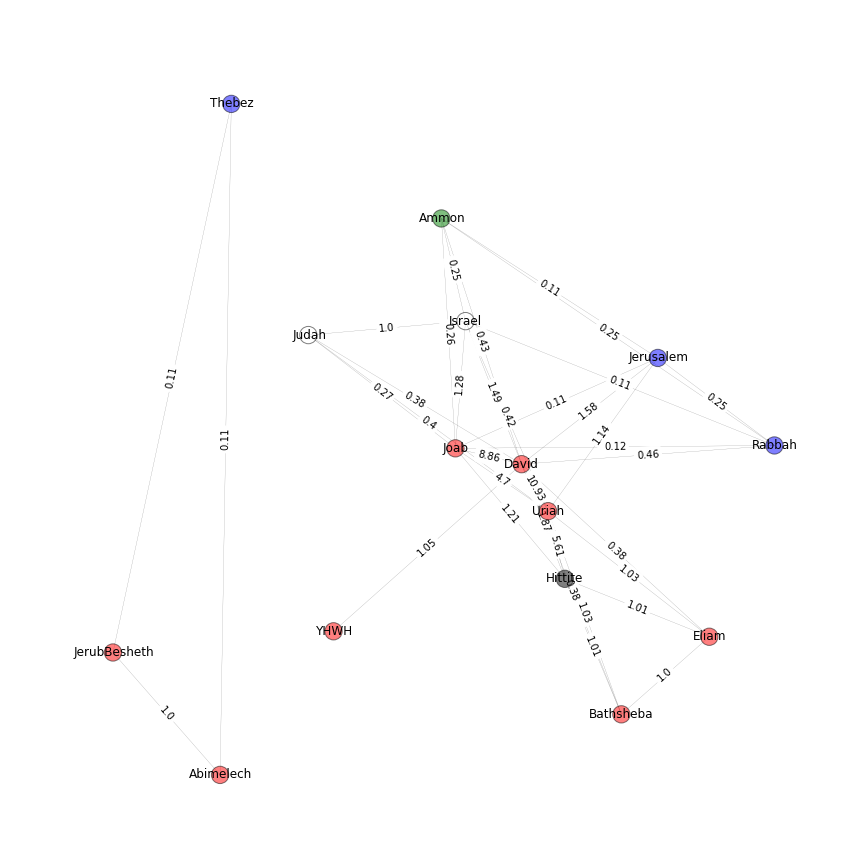 Thebez
Ammon
0.25
0.11
Israel
Judah
1.0
0.26
0.25
0.43
Jerusalem
0.11
1.28
0.11
0.27
1.49
0.38
0.11
0.25
1.58
0.42
0.4
1.14
0.11
Joab
0.12
Rabbah
8.86
0.46
David
4.7
10.93
Uriah
1.21
87
5.61
1.05
0.38
1.03
Hittite
38
1.03
1.01
YHWH
Eliam
1.01
JerubBesheth
1.0
1.0
Bathsheba
Abimelech